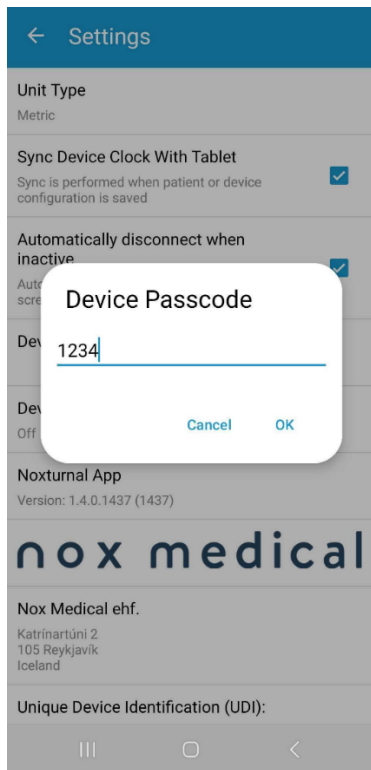 Settings
Unit Type
Metric
Sync Device Clock With Tablet
Sync is performed when patient or device
configuration is saved
Automatically disconnect when
inactive
Device Passcode
1234
Cancel
OK
Off
Noxturnal App
Version: 1.4.0.1437 (1437)
nox medical
Nox Medical ehf.
Katrínartúni 2
105 Reykjavík
Iceland
Unique Device Identification (UDI):